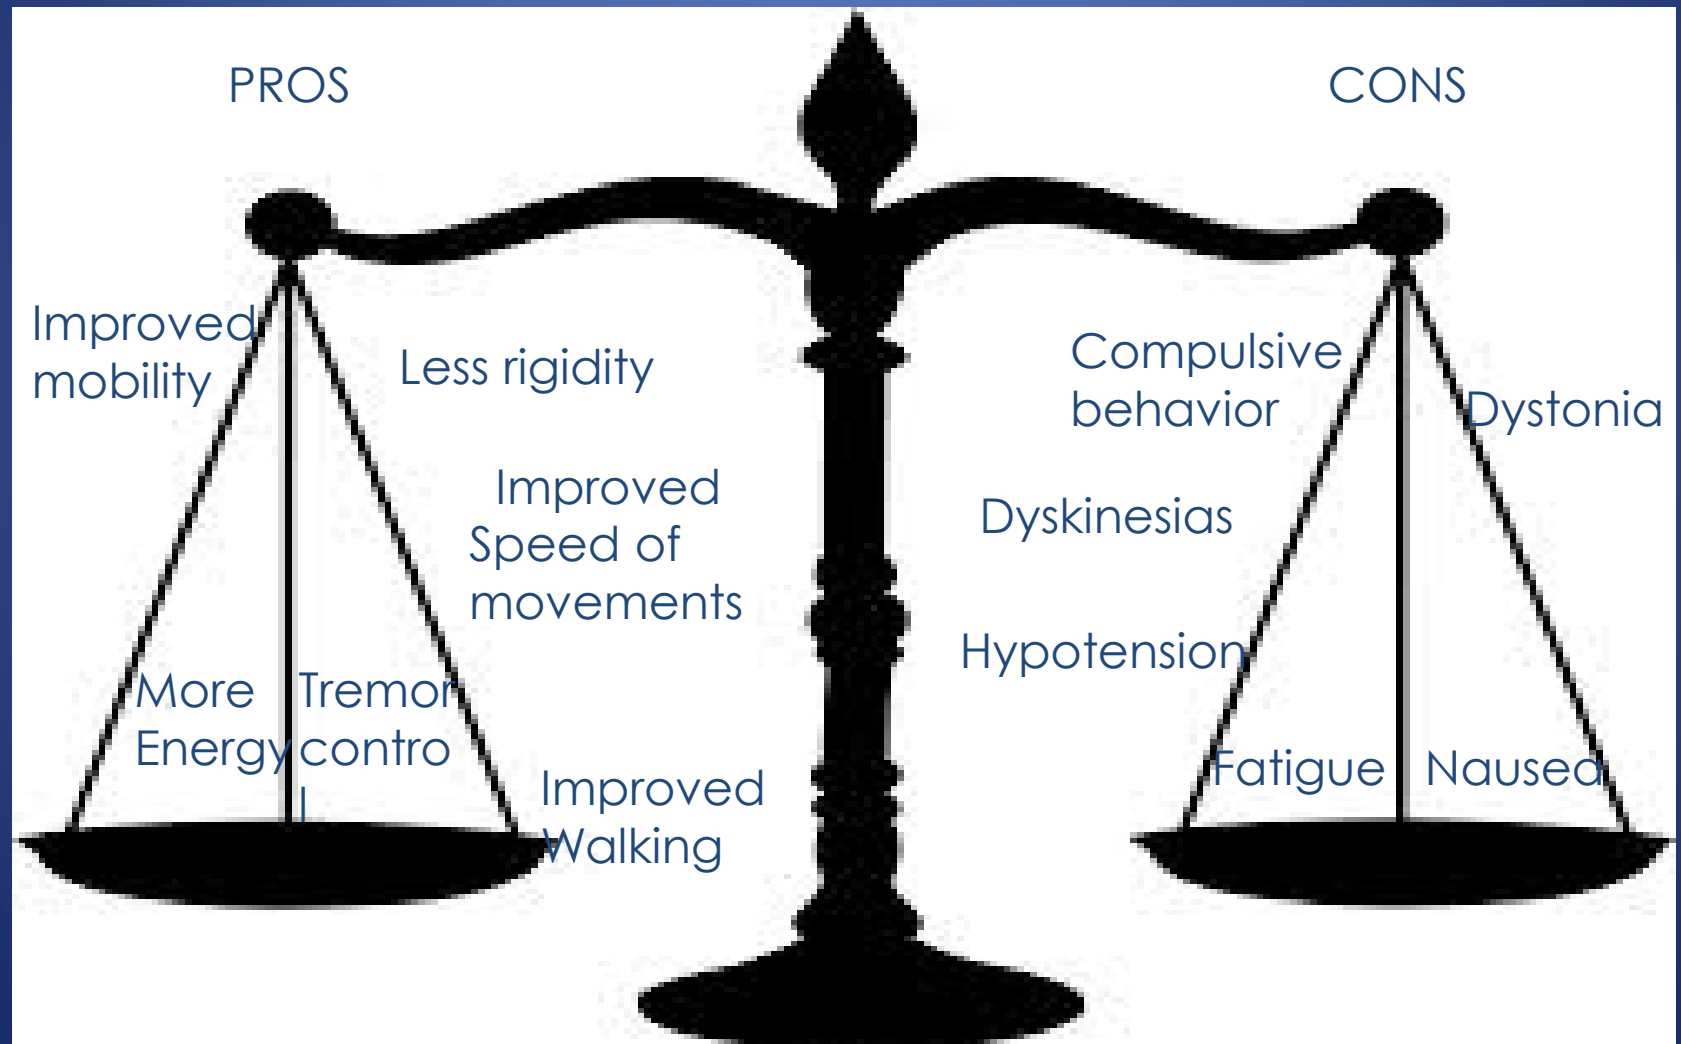 PROS
CONS
Improved
mobility
Less rigidity
Improved
Speed of
movements
More
Energy
Tremor
contro
l
Improved
Walking
Compulsive
behavior
Dystonia
Dyskinesias
Hypotension
Fatigue
Nausea